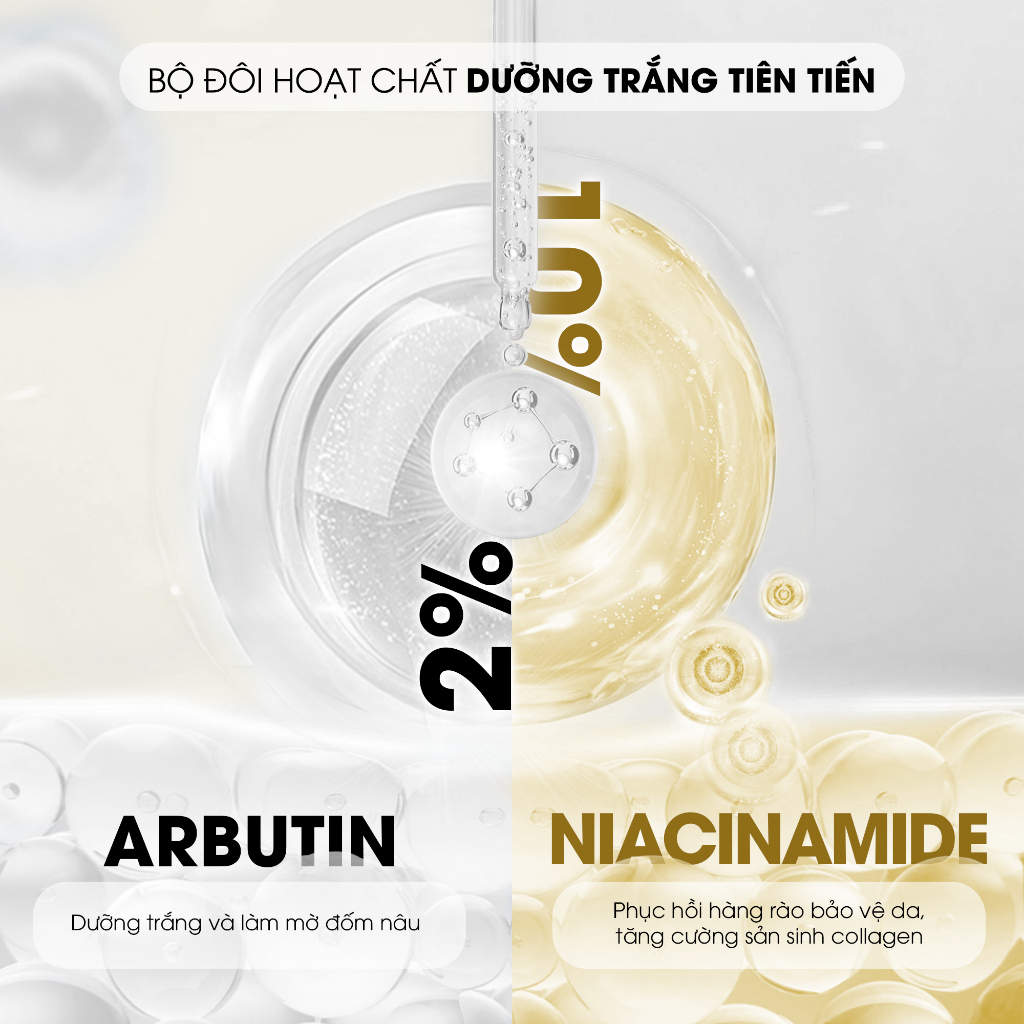 BỘ ĐÔI HOẠT CHẤT DƯỠNG TRẮNG TIÊN TIẾN
10%
2%
ARBUTIN
Dưỡng trắng và làm mờ đốm nâu
NIACINAMIDE
Phục hồi hàng rào bảo vệ da,
tăng cường sản sinh collagen